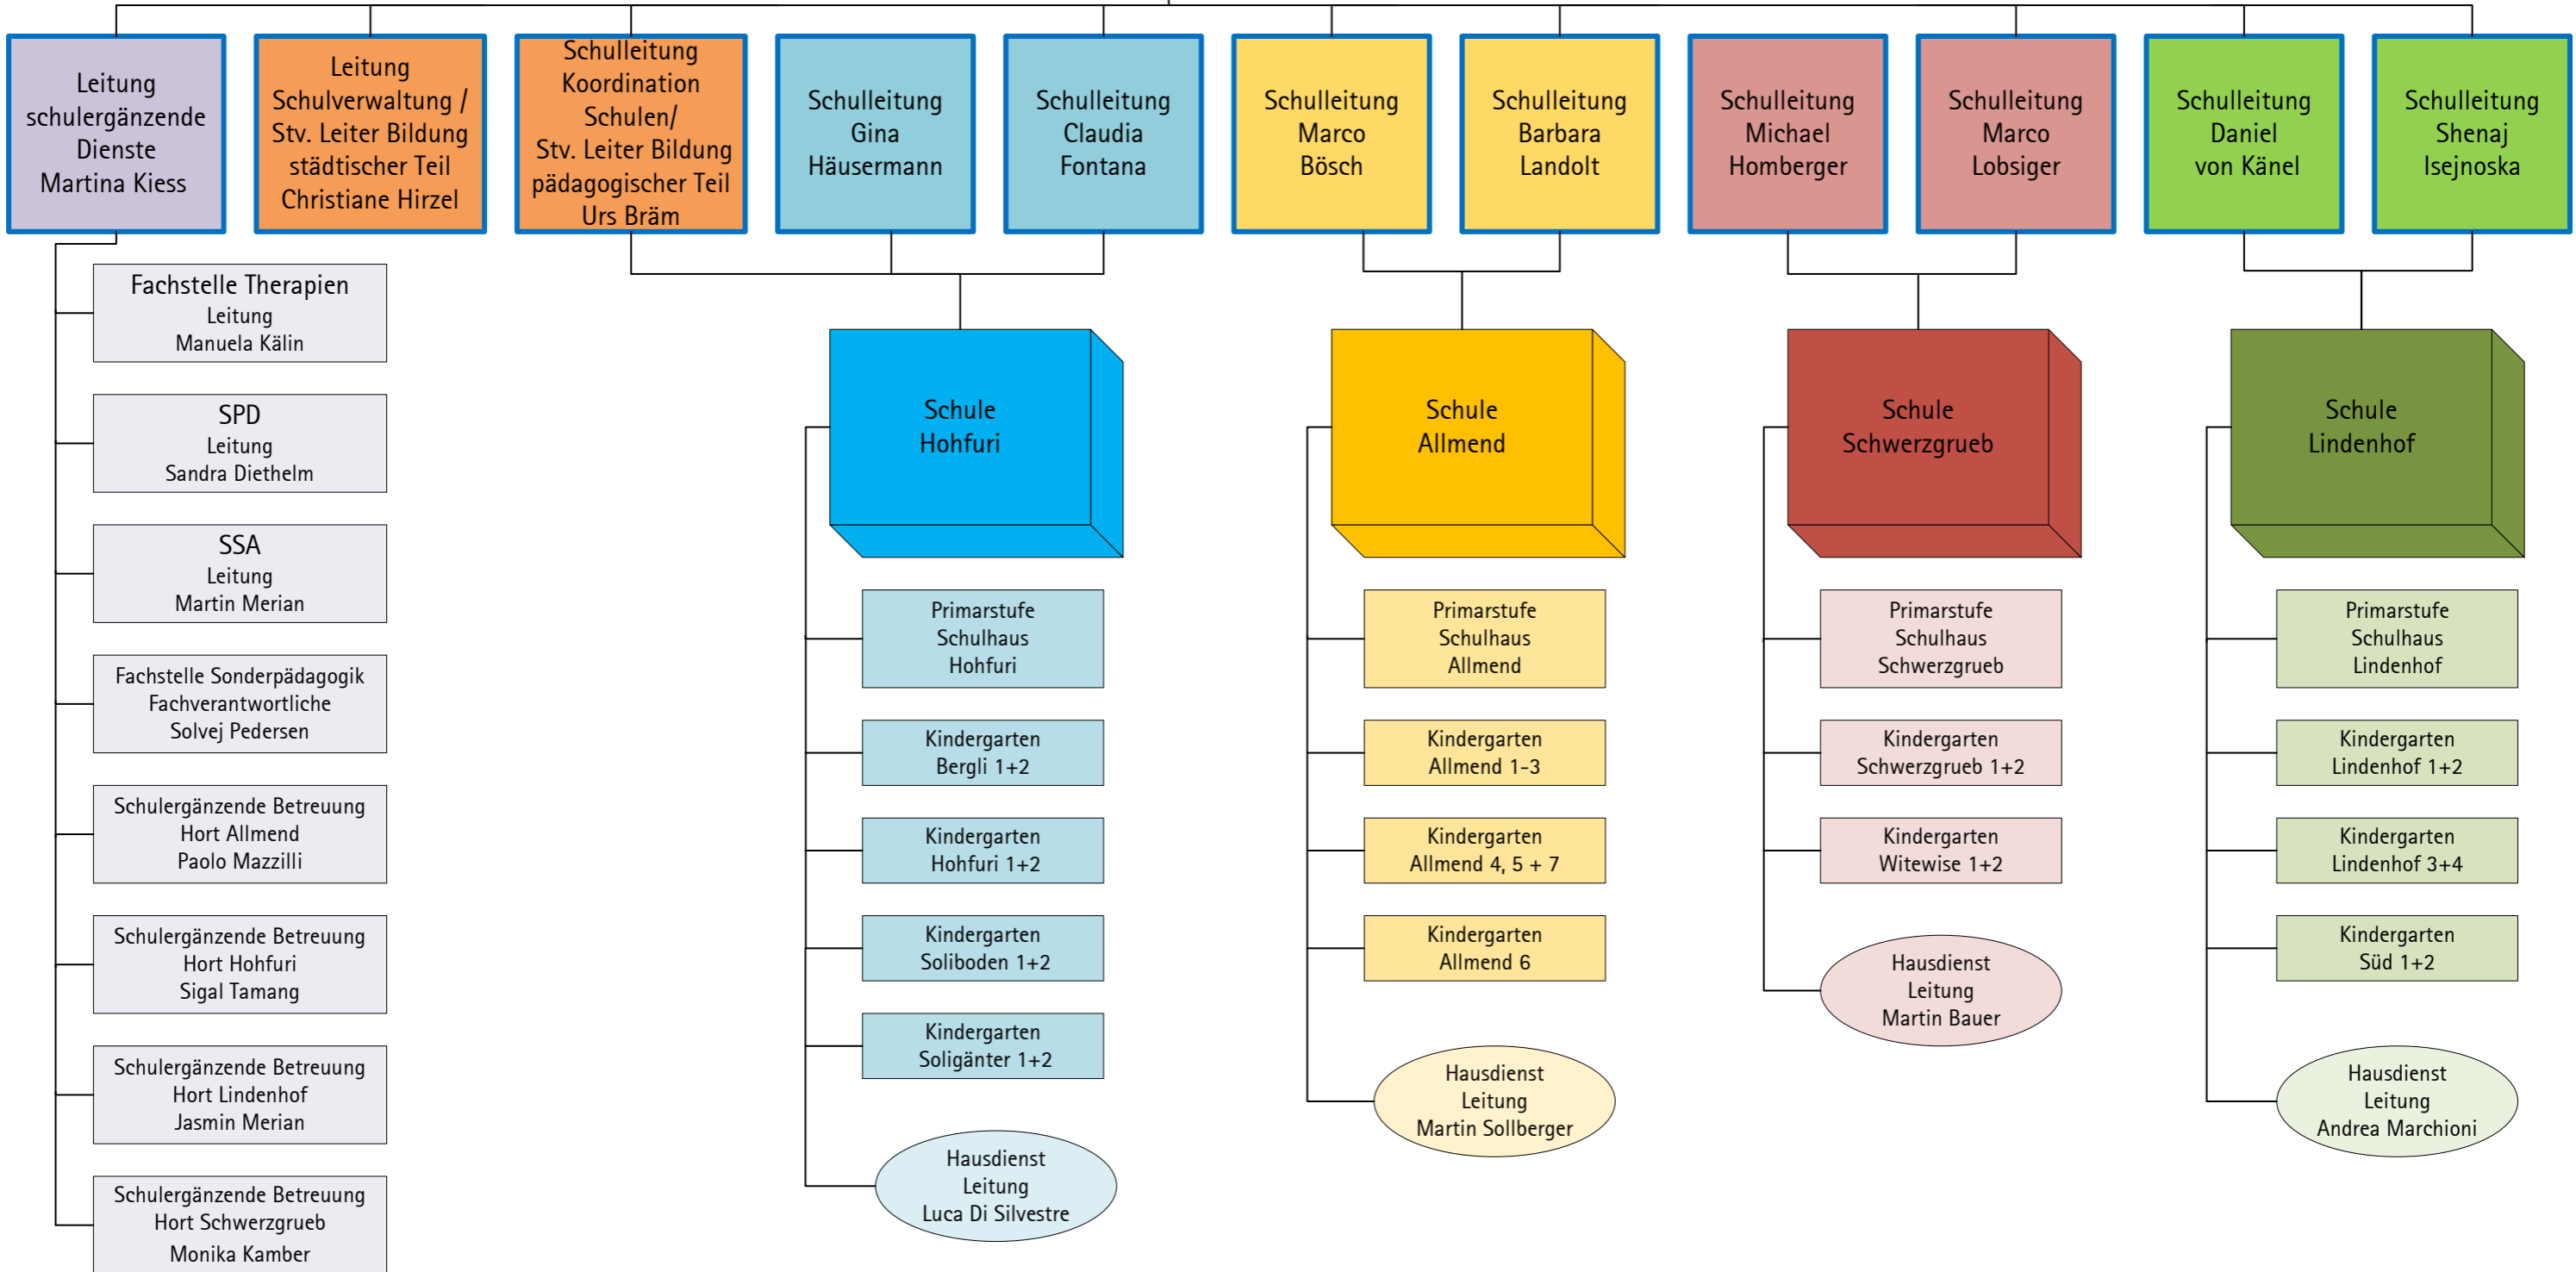 Leitung
schulergänzende
Dienste
Martina Kiess
Leitung
Schulverwaltung /
Stv. Leiter Bildung
städtischer Teil
Christiane Hirzel
Schulleitung
Koordination
Schulen/
Stv. Leiter Bildung
pädagogischer Teil
Urs Bräm
Schulleitung
Gina
Häusermann
Schulleitung
Claudia
Fontana
Schulleitung
Marco
Bösch
Schulleitung
Barbara
Landolt
Schulleitung
Michael
Homberger
Schulleitung
Marco
Lobsiger
Schulleitung
Daniel
von Känel
Schulleitung
Shenaj
Isejnoska
Fachstelle Therapien
Leitung
Manuela Kälin
SPD
Leitung
Sandra Diethelm
SSA
Leitung
Martin Merian
Fachstelle Sonderpädagogik
Fachverantwortliche
Solvej Pedersen
Schulergänzende Betreuung
Hort Allmend
Paolo Mazzilli
Schulergänzende Betreuung
Hort Hohfuri
Sigal Tamang
Schulergänzende Betreuung
Hort Lindenhof
Jasmin Merian
Schulergänzende Betreuung
Hort Schwerzgrueb
Monika Kamber
Schule
Hohfuri
Primarstufe
Schulhaus
Hohfuri
Kindergarten
Bergli 1+2
Kindergarten
Hohfuri 1+2
Kindergarten
Soliboden 1+2
Kindergarten
Soligänter 1+2
Hausdienst
Leitung
Luca Di Silvestre
Schule
Allmend
Primarstufe
Schulhaus
Allmend
Kindergarten
Allmend 1-3
Kindergarten
Allmend 4, 5 + 7
Kindergarten
Allmend 6
Hausdienst
Leitung
Martin Sollberger
Schule
Schwerzgrueb
Primarstufe
Schulhaus
Schwerzgrueb
Kindergarten
Schwerzgrueb 1+2
Kindergarten
Witewise 1+2
Hausdienst
Leitung
Martin Bauer
Schule
Lindenhof
Primarstufe
Schulhaus
Lindenhof
Kindergarten
Lindenhof 1+2
Kindergarten
Lindenhof 3+4
Kindergarten
Süd 1+2
Hausdienst
Leitung
Andrea Marchioni